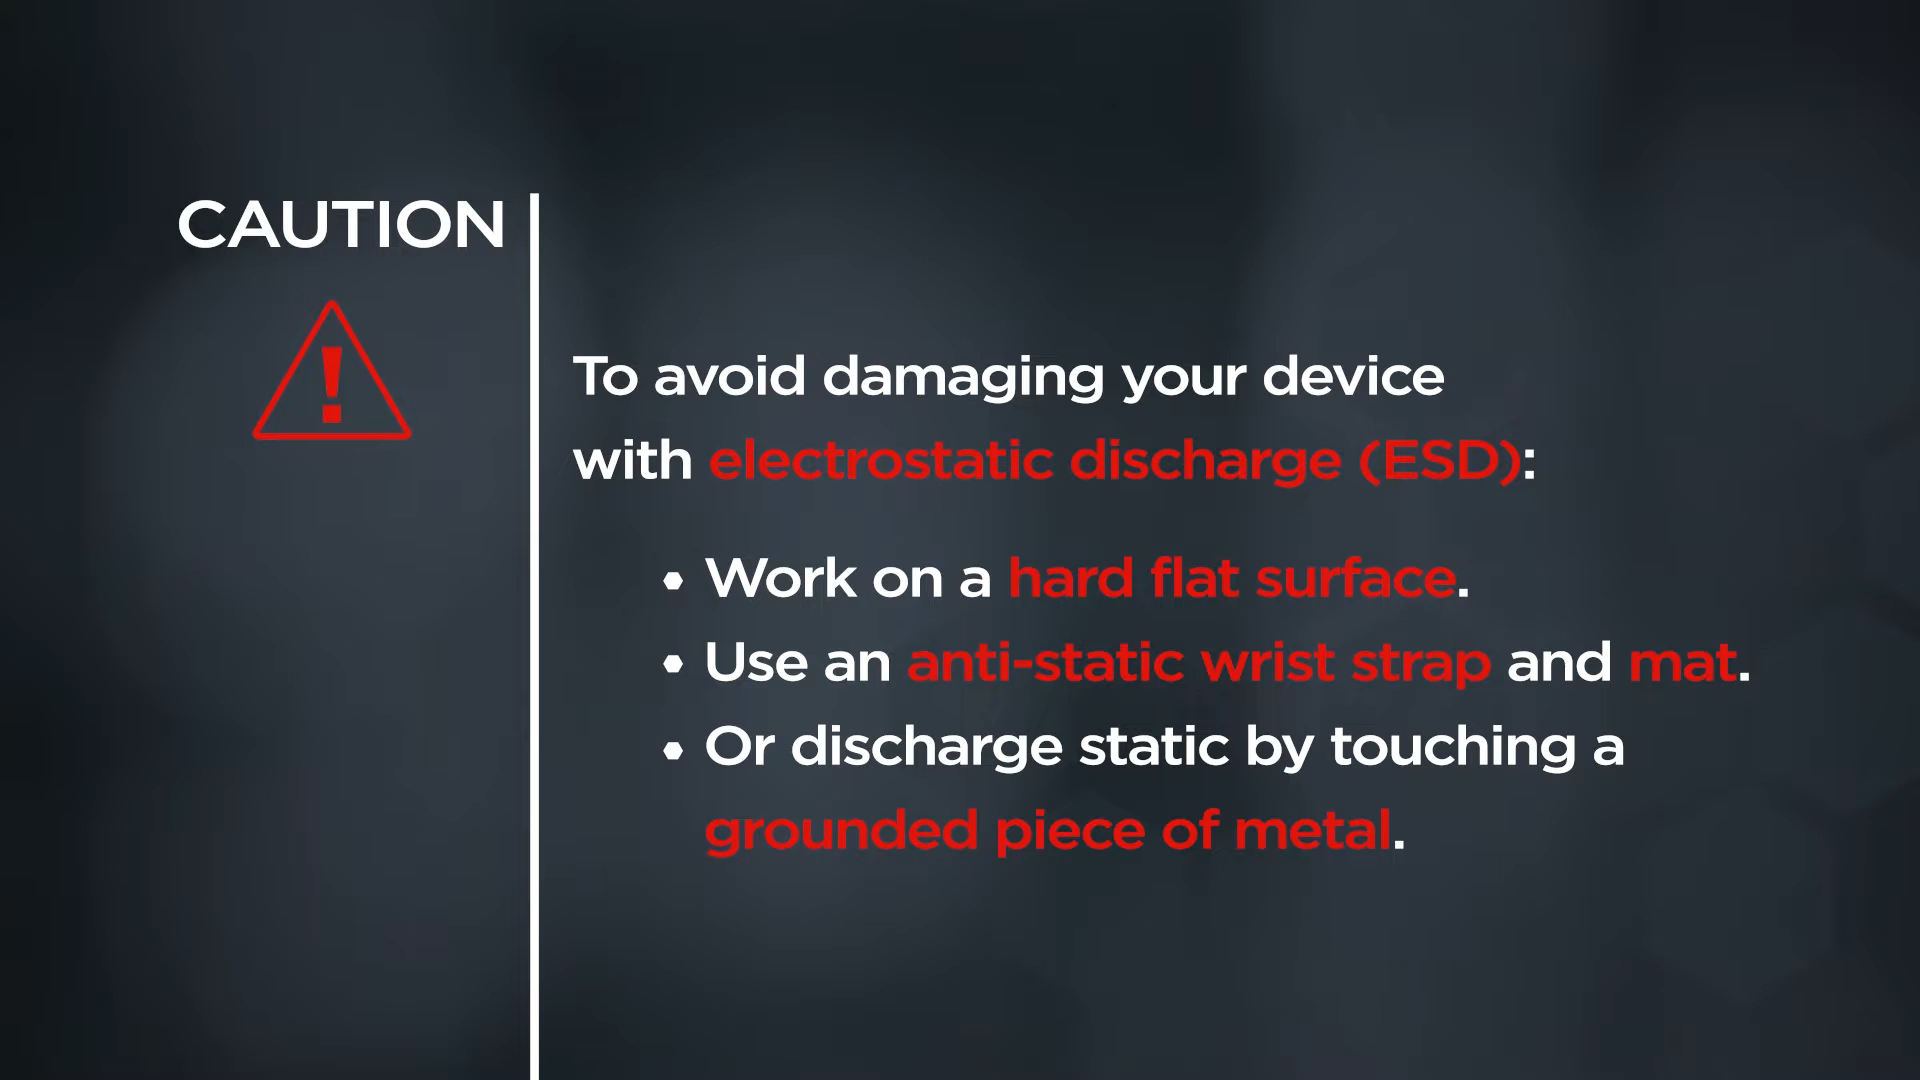 CAUTION
!
To avoid damaging your device
with electrostatic discharge (ESD):
• Work on a hard flat surface.
• Use an anti-static wrist strap and mat.
• Or discharge static by touching a
grounded piece of metal.